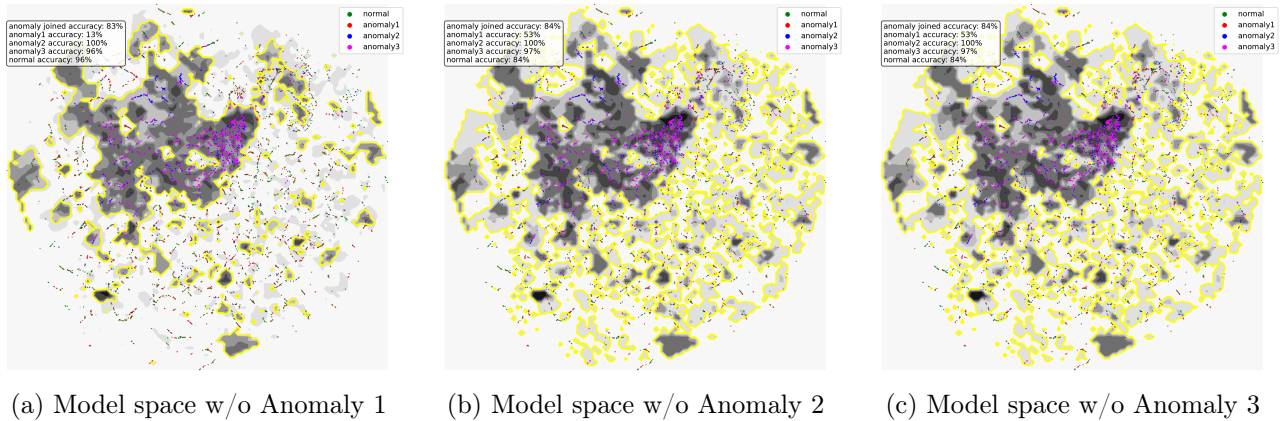 anomaly joined accuracy: 83%
anomaly1 accuracy: 13%
anomaly2 accuracy: 100%
anomaly3 accuracy: 96%
normal accuracy: 96%
normal
anomaly1
anomaly2
anomaly3
(a) Model space w/o Anomaly 1
anomaly joined accuracy: 84%
anomaly1 accuracy: 53%
anomaly2 accuracy: 100%
anomaly3 accuracy: 97%
normal accuracy: 84%
normal
anomaly1
anomaly2
anomaly3
(b) Model space w/o Anomaly 2
anomaly joined accuracy: 84%
anomaly1 accuracy: 53%
anomaly2 accuracy: 100%
anomaly3 accuracy: 97%
normal accuracy: 84%
normal
anomaly1
anomaly2
anomaly3
(c) Model space w/o Anomaly 3